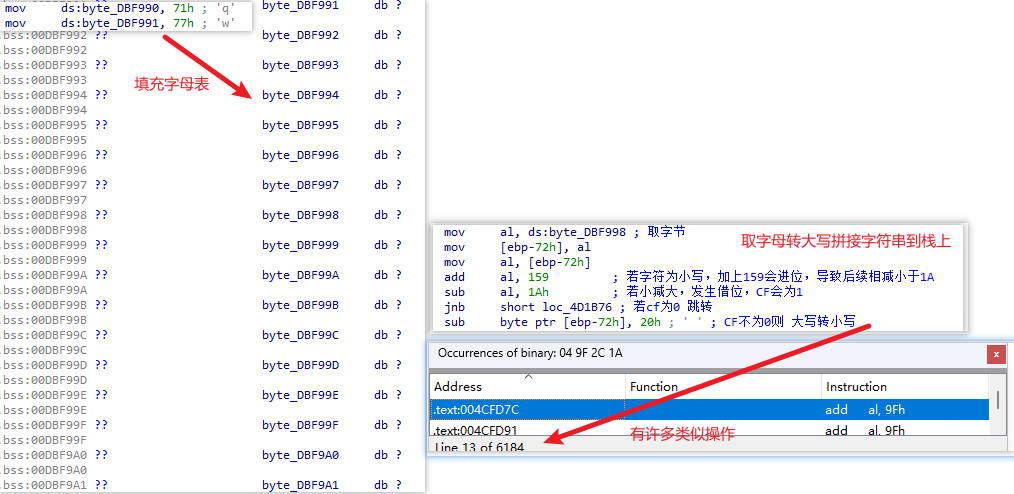 mov ds:byte_DBF990, 71h ; 'q'
byte_DBF991 db ?
mov ds:byte_DBF991, 77h ; 'w'
.bss:00DBF992 ?? byte_DBF992 db ?
.bss:00DBF992
.bss:00DBF993 ?? byte_DBF993 db ?
.bss:00DBF993
填充字母表
.bss:00DBF994 ?? byte_DBF994 db ?
.bss:00DBF994
.bss:00DBF995 ?? byte_DBF995 db ?
.bss:00DBF995
.bss:00DBF996 ?? byte_DBF996 db ?
.bss:00DBF996
.bss:00DBF997 ?? byte_DBF997 db ?
.bss:00DBF997
.bss:00DBF998 ?? byte_DBF998 db ?
.bss:00DBF998
.bss:00DBF999 ?? byte_DBF999 db ?
.bss:00DBF999
.bss:00DBF99A ?? byte_DBF99A db ?
.bss:00DBF99A
.bss:00DBF99B ?? byte_DBF99B db ?
.bss:00DBF99B
.bss:00DBF99C ?? byte_DBF99C db ?
.bss:00DBF99C
.bss:00DBF99D ?? byte_DBF99D db ?
.bss:00DBF99D
.bss:00DBF99E ?? byte_DBF99E db ?
.bss:00DBF99E
.bss:00DBF99F ?? byte_DBF99F db ?
.bss:00DBF99F
.bss:00DBF9A0 ?? byte_DBF9A0 db ?
.bss:00DBF9A0
.bss:00DBF9A1 ?? byte_DBF9A1 db ?
mov al, ds:byte_DBF998 ; 取字节
取字母转大写拼接字符串到栈上
mov [ebp-72h], al
mov al, [ebp-72h]
add al, 159 ; 若字符为小写，加上159会进位，导致后续相减小于1A
sub al, 1Ah ; 若小减大，发生借位，CF会为1
jnb short loc_4D1B76 ; 若cf为0 跳转
sub byte ptr [ebp-72h], 20h ; ' ' ; CF不为0则 大写转小写
Occurrences of binary: 04 9F 2C 1A
x
Address Function Instruction
.text:004CFD7C add al, 9Fh
.text:004CFD91 add al, 9Fh
有许多类似操作
Line 13 of 6184